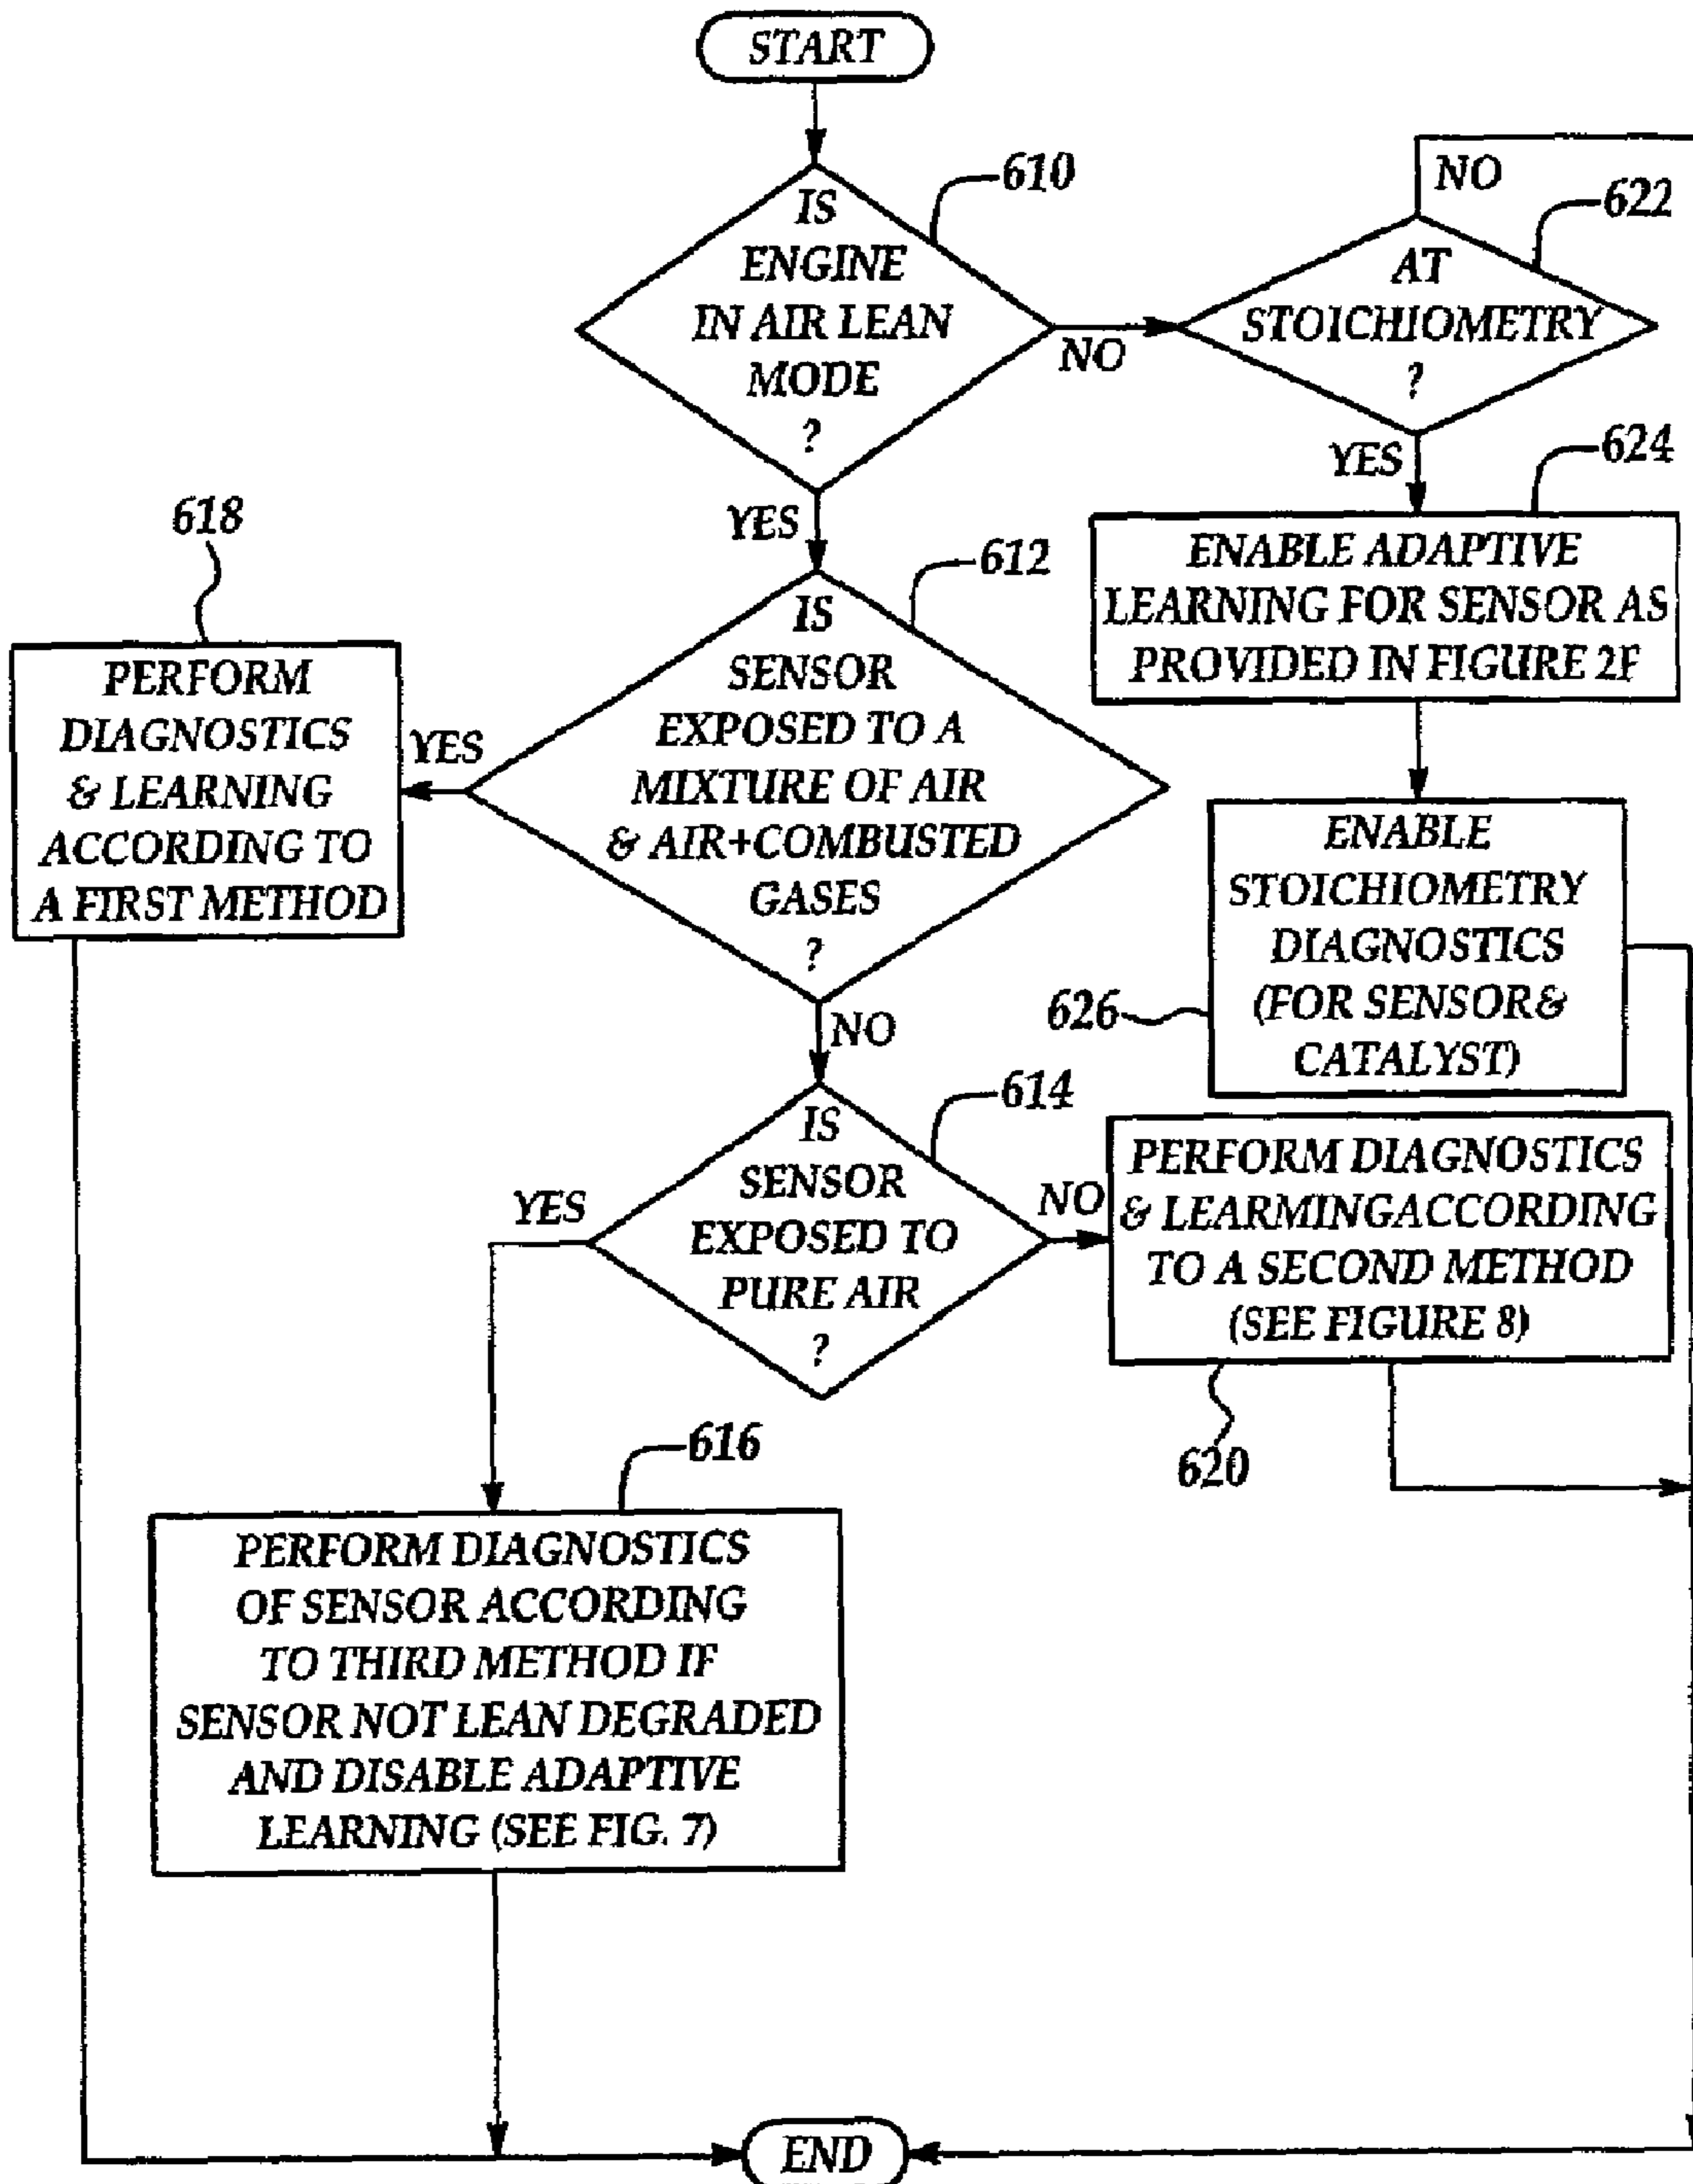 START
610
IS
ENGINE
IN AIR LEAN
MODE
?
NO
622
AT
STOICHIOMETRY
?
NO
YES
624
ENABLE ADAPTIVE
LEARNING FOR SENSOR AS
PROVIDED IN FIGURE 2F
YES
618
PERFORM
DIAGNOSTICS
& LEARNING
ACCORDING TO
A FIRST METHOD
YES
612
IS
SENSOR
EXPOSED TO A
MIXTURE OF AIR
& AIR+COMBUSTED
GASES
?
NO
ENABLE
STOICHIOMETRY
DIAGNOSTICS
(FOR SENSOR&
CATALYST)
626
614
IS
SENSOR
EXPOSED TO
PURE AIR
?
YES
NO
PERFORM DIAGNOSTICS
& LEARMINGACCORDING
TO A SECOND METHOD
(SEE FIGURE 8)
620
616
PERFORM DIAGNOSTICS
OF SENSOR ACCORDING
TO THIRD METHOD IF
SENSOR NOT LEAN DEGRADED
AND DISABLE ADAPTIVE
LEARNING (SEE FIG. 7)
END